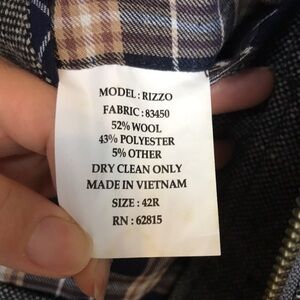 MODEL : RIZZO
FABRIC : 83450
52% WOOL
43% POLYESTER
5% OTHER
DRY CLEAN ONLY
MADE IN VIETNAM
SIZE : 42R
RN : 62815